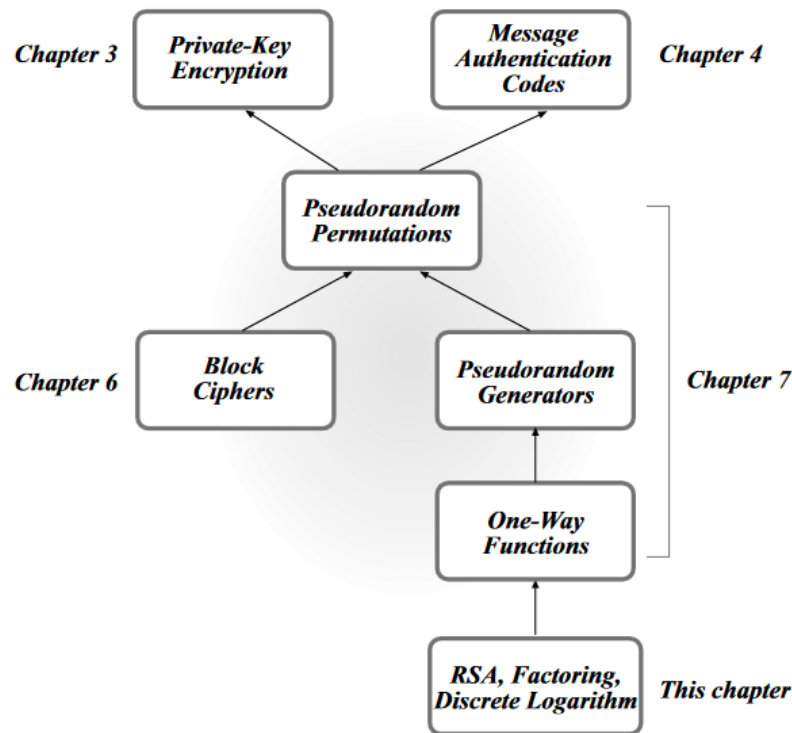 Chapter 3
Private-Key
Encryption
Message
Authentication
Codes
Chapter 4
Pseudorandom
Permutations
Chapter 6
Block
Ciphers
Pseudorandom
Generators
Chapter 7
One-Way
Functions
RSA, Factoring,
Discrete Logarithm
This chapter